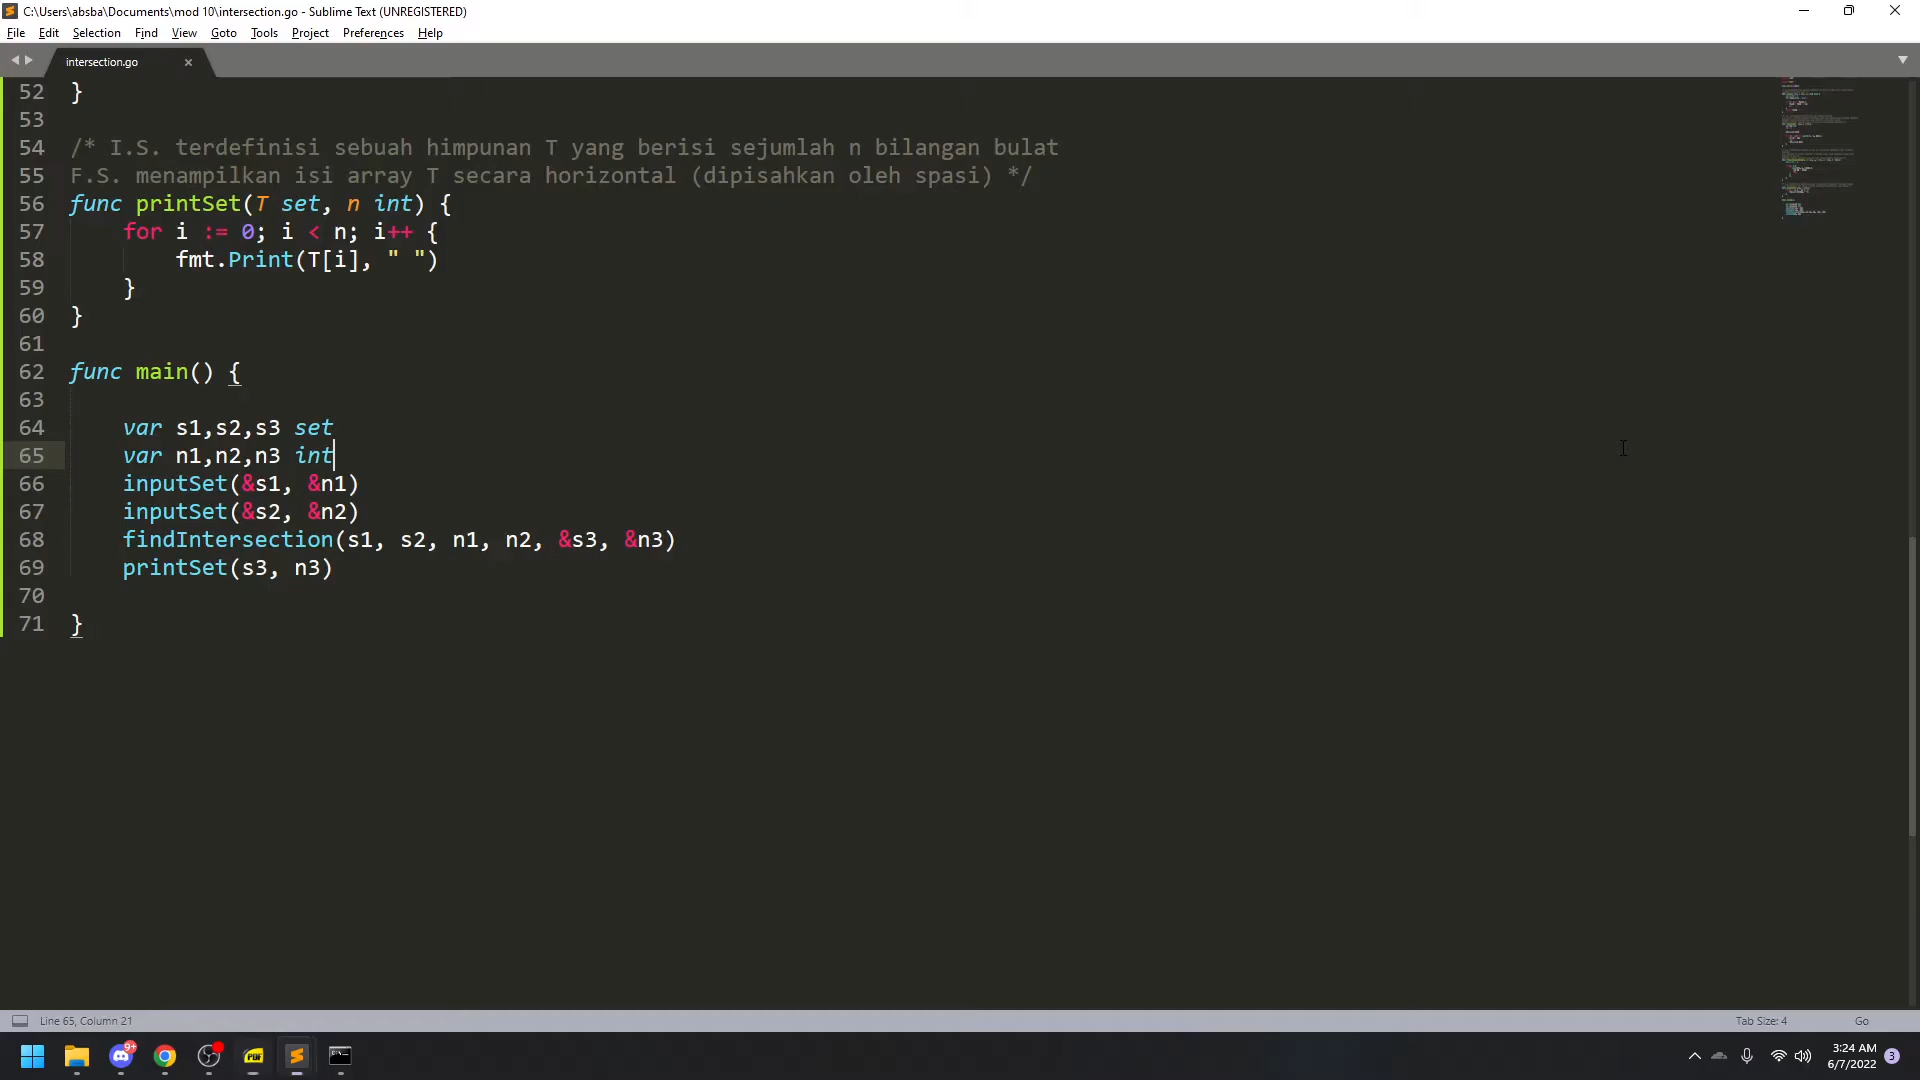 C:\Users\absba\Documents\mod 10\intersection.go - Sublime Text (UNREGISTERED)
File Edit Selection Find View Goto Tools Project Preferences Help
intersection.go
52 }
53
54 /* I.S. terdefinisi sebuah himpunan T yang berisi sejumlah n bilangan bulat
55 F.S. menampilkan isi array T secara horizontal (dipisahkan oleh spasi) */
56 func printSet(T set, n int) {
57 for i := 0; i < n; i++ {
58 fmt.Print(T[i], " ")
59 }
60 }
61
62 func main() {
63
64 var s1,s2,s3 set
65 var n1,n2,n3 int
66 inputSet(&s1, &n1)
67 inputSet(&s2, &n2)
68 findIntersection(s1, s2, n1, n2, &s3, &n3)
69 printSet(s3, n3)
70
71 }
Line 65, Column 21 Tab Size: 4 Go
9+ PDF 3:24 AM
6/7/2022 3